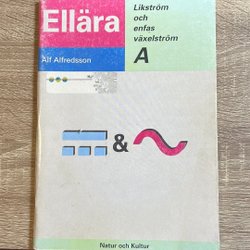 Ellära
Likström
och
enfas
växelström
A
Alf Alfredsson
&
Natur och Kultur